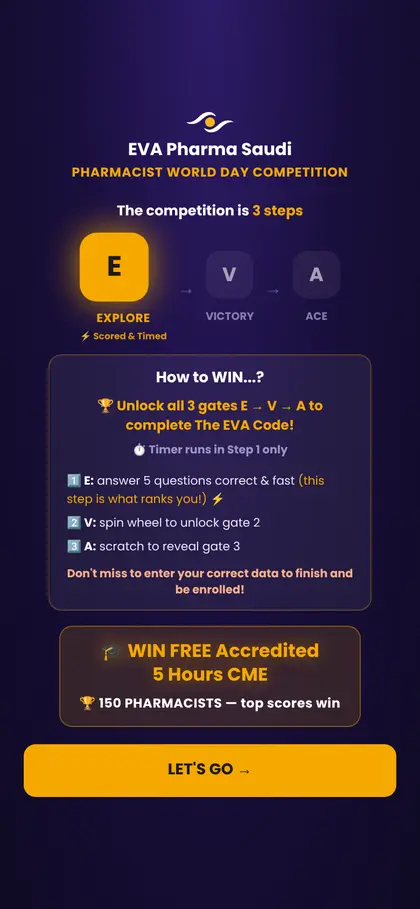 EVA Pharma Saudi
PHARMACIST WORLD DAY COMPETITION
The competition is 3 steps
E → V → A
EXPLORE VICTORY ACE
⚡ Scored & Timed
How to WIN...?
🏆 Unlock all 3 gates E → V → A to
complete The EVA Code!
⏱️ Timer runs in Step 1 only
1️⃣ E: answer 5 questions correct & fast (this
step is what ranks you!) ⚡
2️⃣ V: spin wheel to unlock gate 2
3️⃣ A: scratch to reveal gate 3
Don't miss to enter your correct data to finish and
be enrolled!
🎓 WIN FREE Accredited
5 Hours CME
🏆 150 PHARMACISTS — top scores win
LET'S GO →